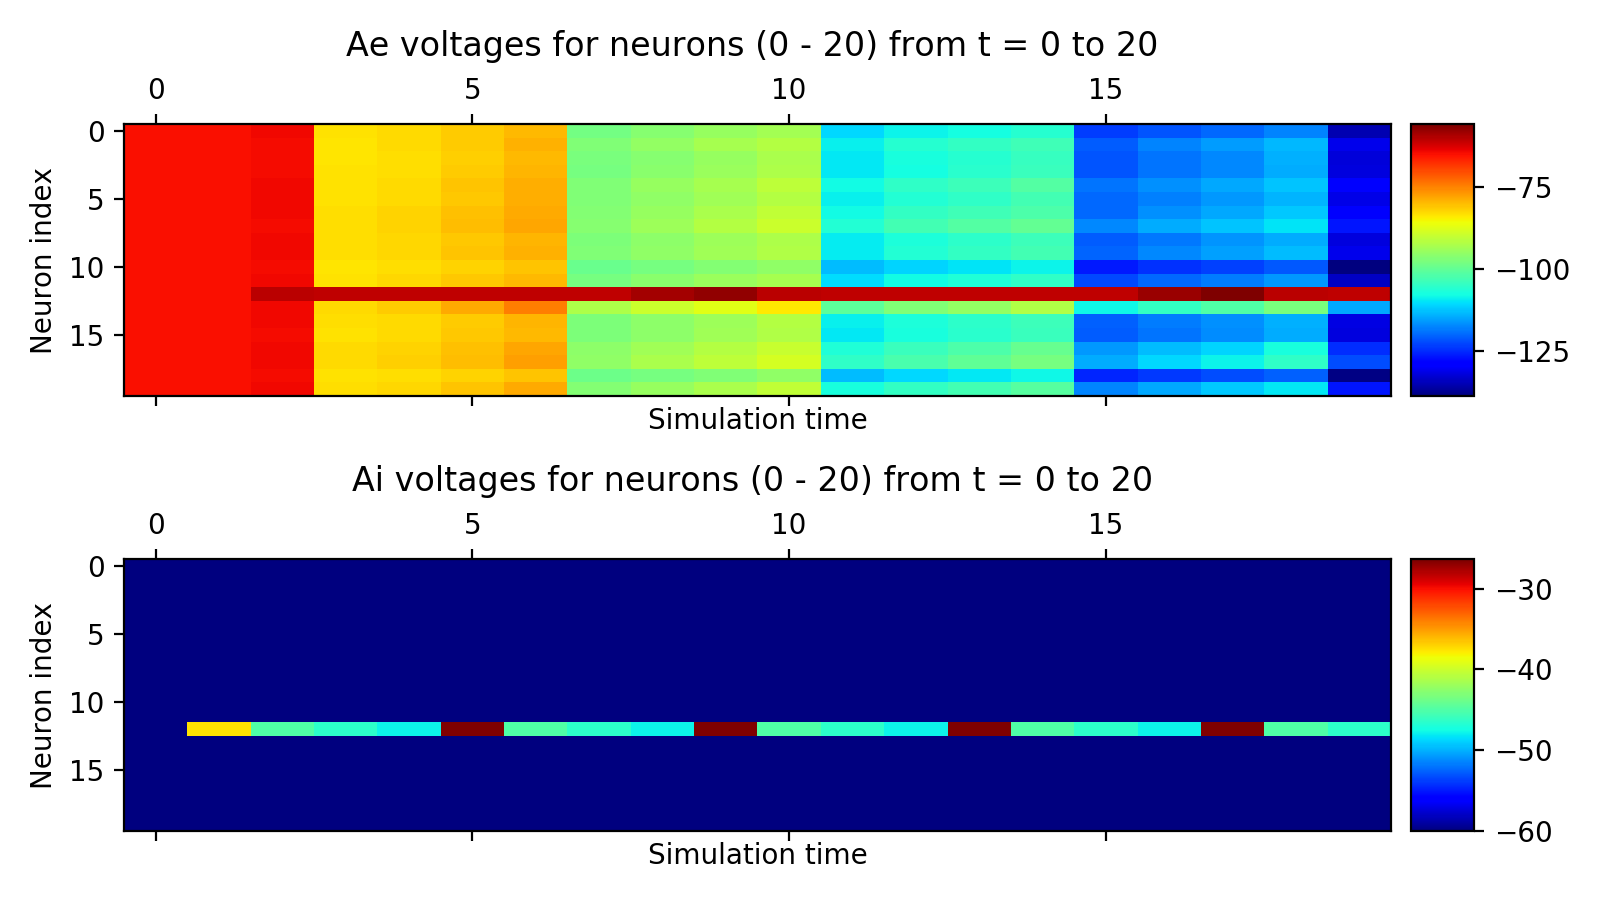 Ae voltages for neurons (0 - 20) from t = 0 to 20
0 5 10 15
Neuron index
0
5
10
15
Simulation time
−75
−100
−125
Ai voltages for neurons (0 - 20) from t = 0 to 20
0 5 10 15
Neuron index
0
5
10
15
Simulation time
−30
−40
−50
−60